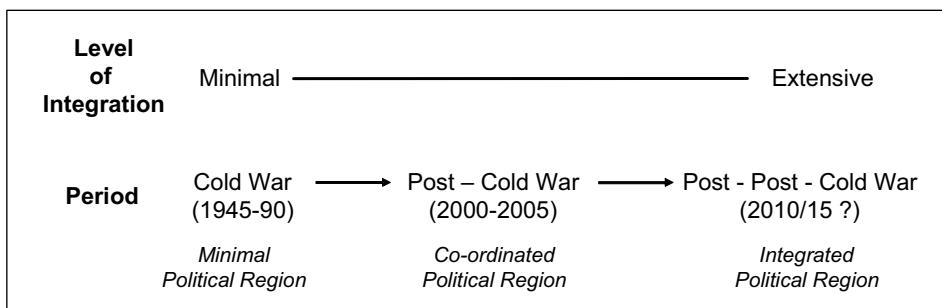 Level
of
Integration
Minimal
Extensive
Period
Cold War
(1945-90)
Post – Cold War
(2000-2005)
Post - Post - Cold War
(2010/15 ?)
Minimal
Political Region
Co-ordinated
Political Region
Integrated
Political Region